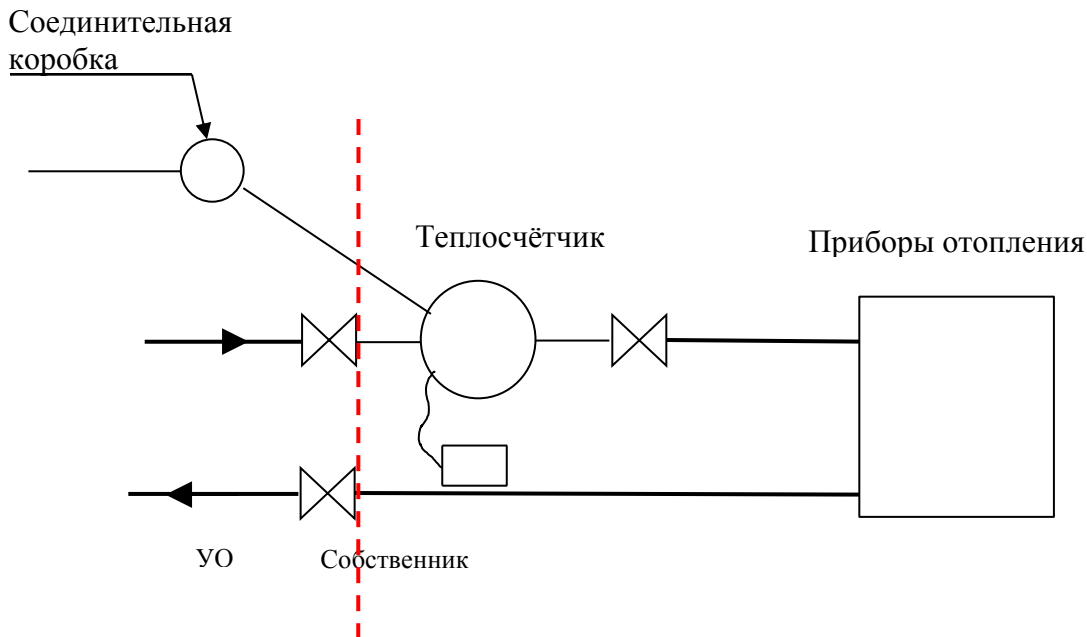 Соединительная
коробка
Теплосчётчик
Приборы отопления
УО
Собственник